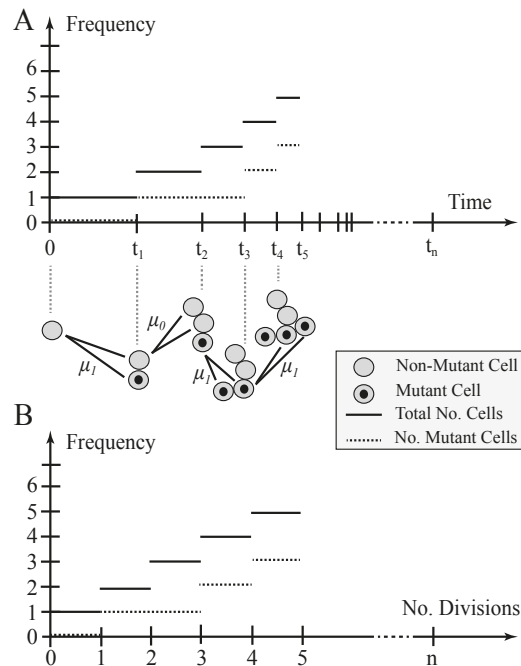 A
Frequency
5
4
3
2
1
0
Time
0 t1 t2 t3 t4 t5 tn
μ0
μ1
μ1
μ1
Non-Mutant Cell
Mutant Cell
Total No. Cells
No. Mutant Cells
B
Frequency
6
5
4
3
2
1
0
No. Divisions
0 1 2 3 4 5 n